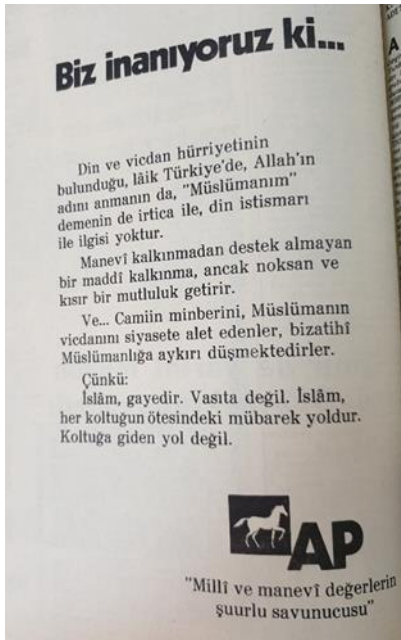 Biz inanıyoruz ki...
Din ve vicdan hürriyetinin
bulunduğu, lâik Türkiye'de, Allah'ın
adını anmanın da, "Müslümanım"
demenin de irtica ile, din istismarı
ile ilgisi yoktur.
Manevî kalkınmadan destek almayan
bir maddî kalkınma, ancak noksan ve
kısır bir mutluluk getirir.
Ve... Camiin minberini, Müslümanın
vicdanını siyasete alet edenler, bizatihî
Müslümanlığa aykırı düşmektedirler.
Çünkü:
İslâm, gayedir. Vasıta değil. İslâm,
her koltuğun ötesindeki mübarek yoldur.
Koltuğa giden yol değil.
AP
"Millî ve manevî değerlerin
şuurlu savunucusu"